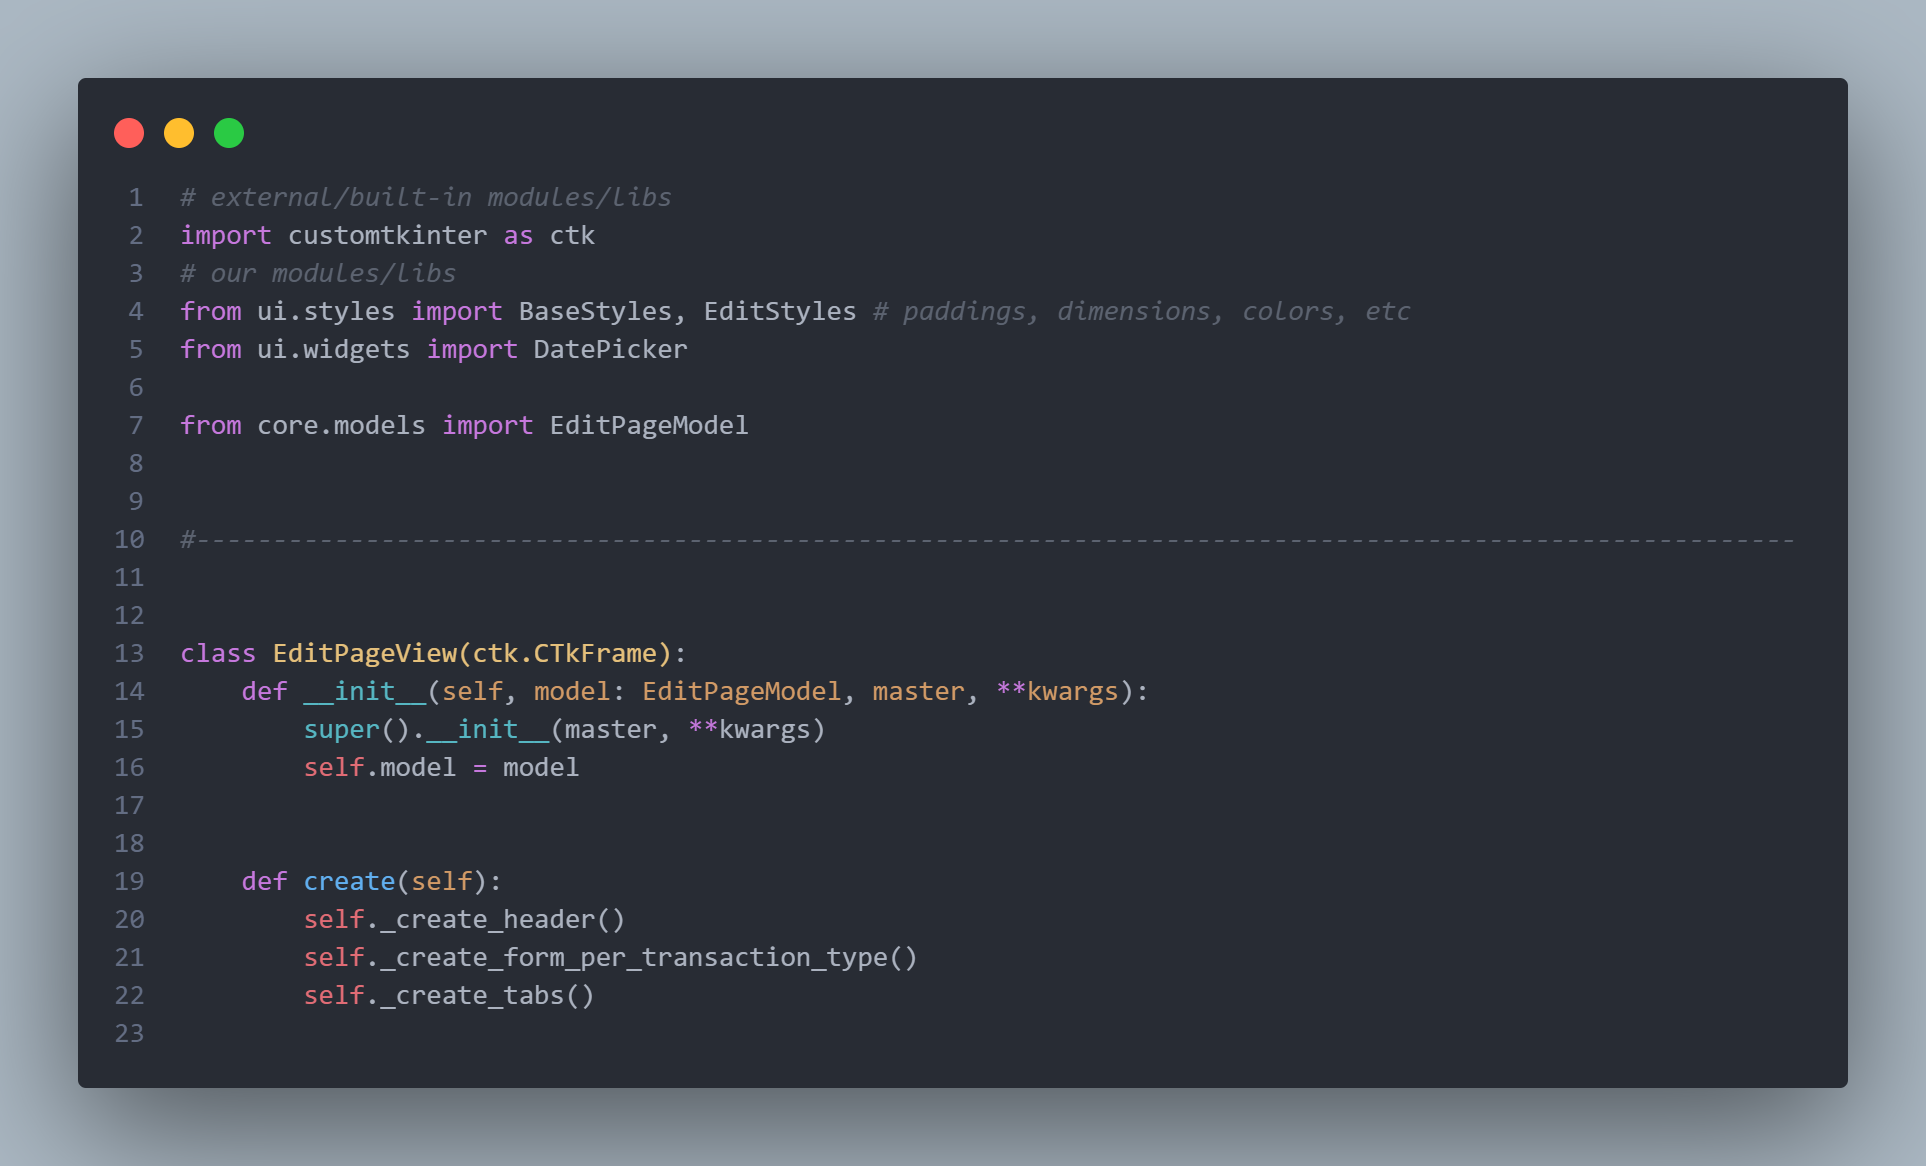 1 # external/built-in modules/libs
2 import customtkinter as ctk
3 # our modules/libs
4 from ui.styles import BaseStyles, EditStyles # paddings, dimensions, colors, etc
5 from ui.widgets import DatePicker
6
7 from core.models import EditPageModel
8
9
10 #--------------------------------------------------------------------------------------------------------
11
12
13 class EditPageView(ctk.CTkFrame):
14     def __init__(self, model: EditPageModel, master, **kwargs):
15         super().__init__(master, **kwargs)
16         self.model = model
17
18
19     def create(self):
20         self._create_header()
21         self._create_form_per_transaction_type()
22         self._create_tabs()
23